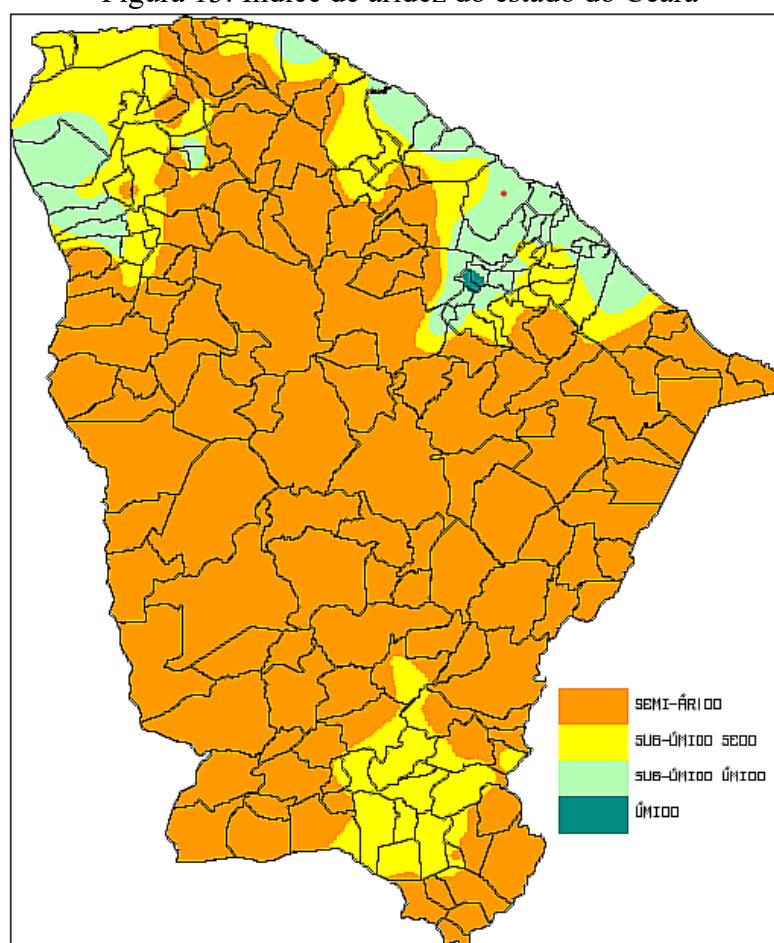 Figura 15: Índice de aridez do estado do Ceará
SEMI-ÁRIDO
SUB-ÚMIDO SECO
SUB-ÚMIDO ÚMIDO
ÚMIDO